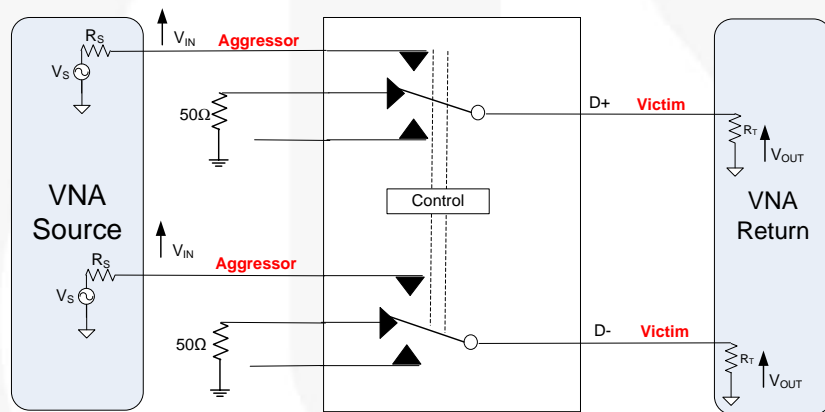 RS
VIN
Aggressor
VS
50Ω
D+
Victim
RT
VOUT
Control
VNA
Source
VNA
Return
VIN
RS
Aggressor
VS
50Ω
D-
Victim
RT
VOUT